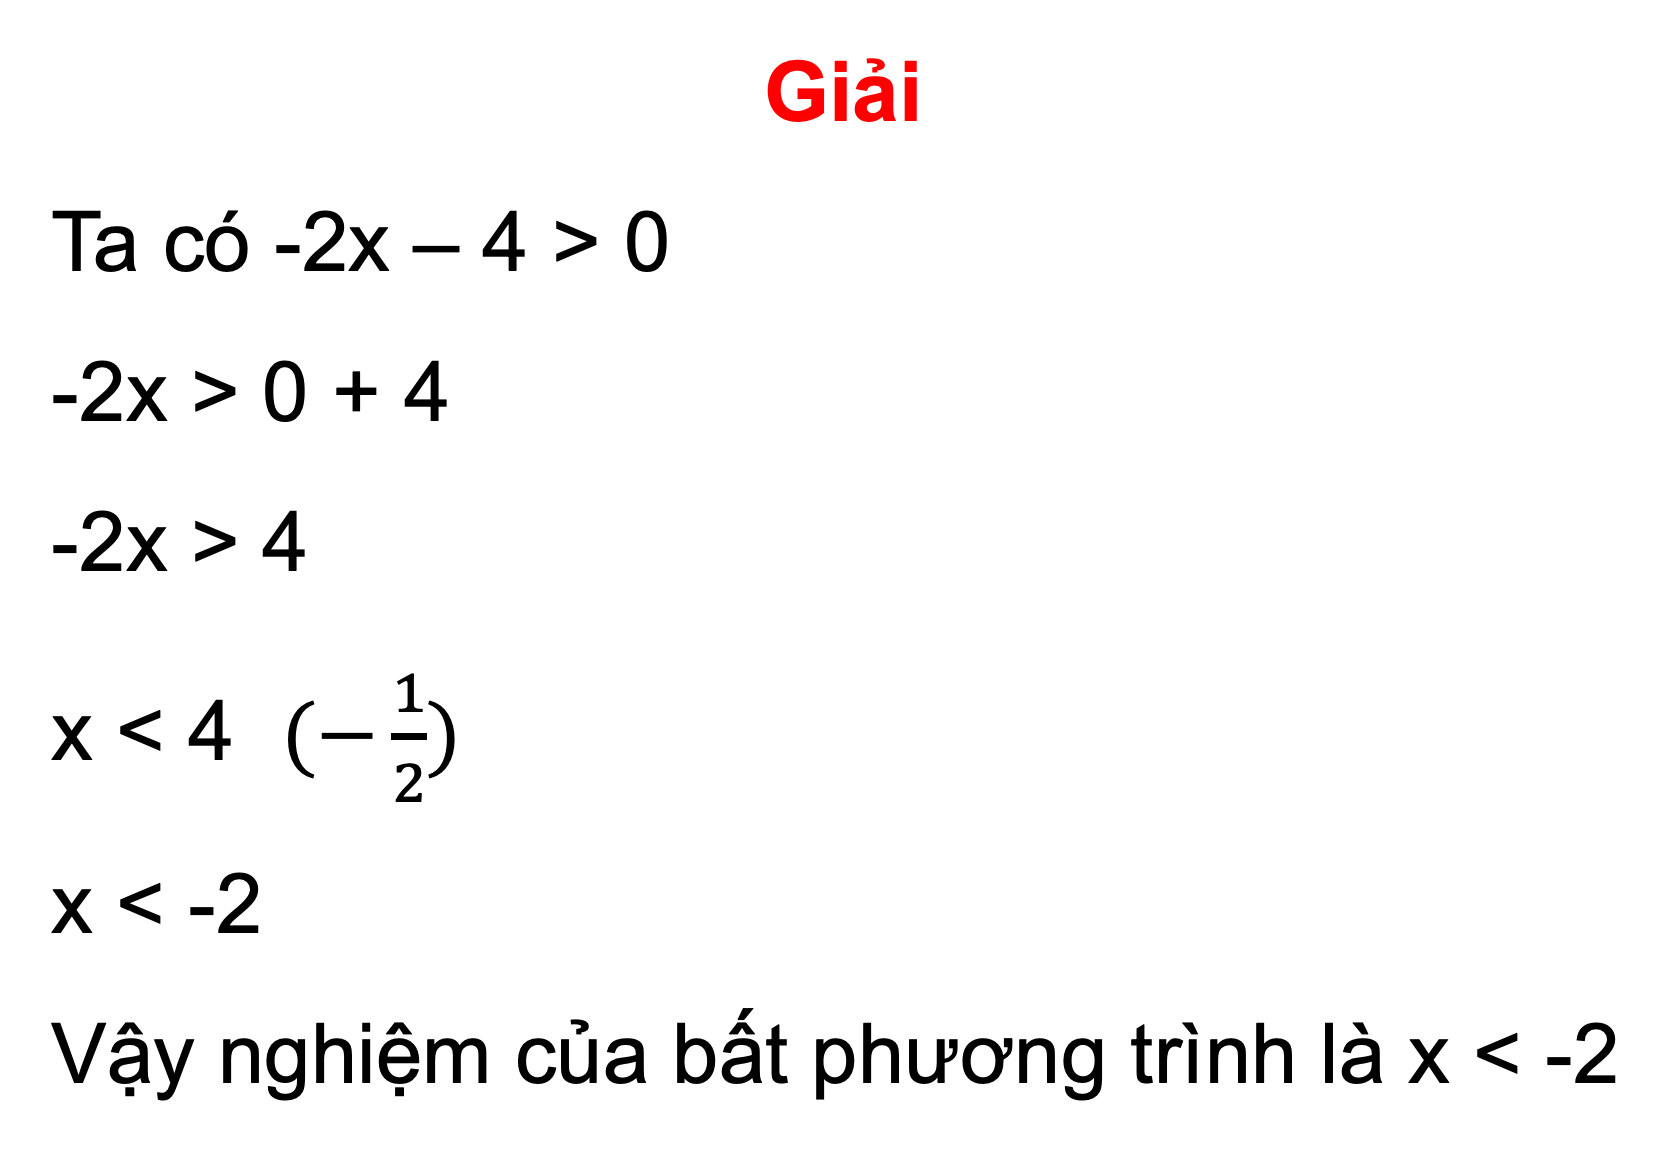 Giải
Ta có -2x – 4 > 0
-2x > 0 + 4
-2x > 4
x < 4 (−1/2)
x < -2
Vậy nghiệm của bất phương trình là x < -2